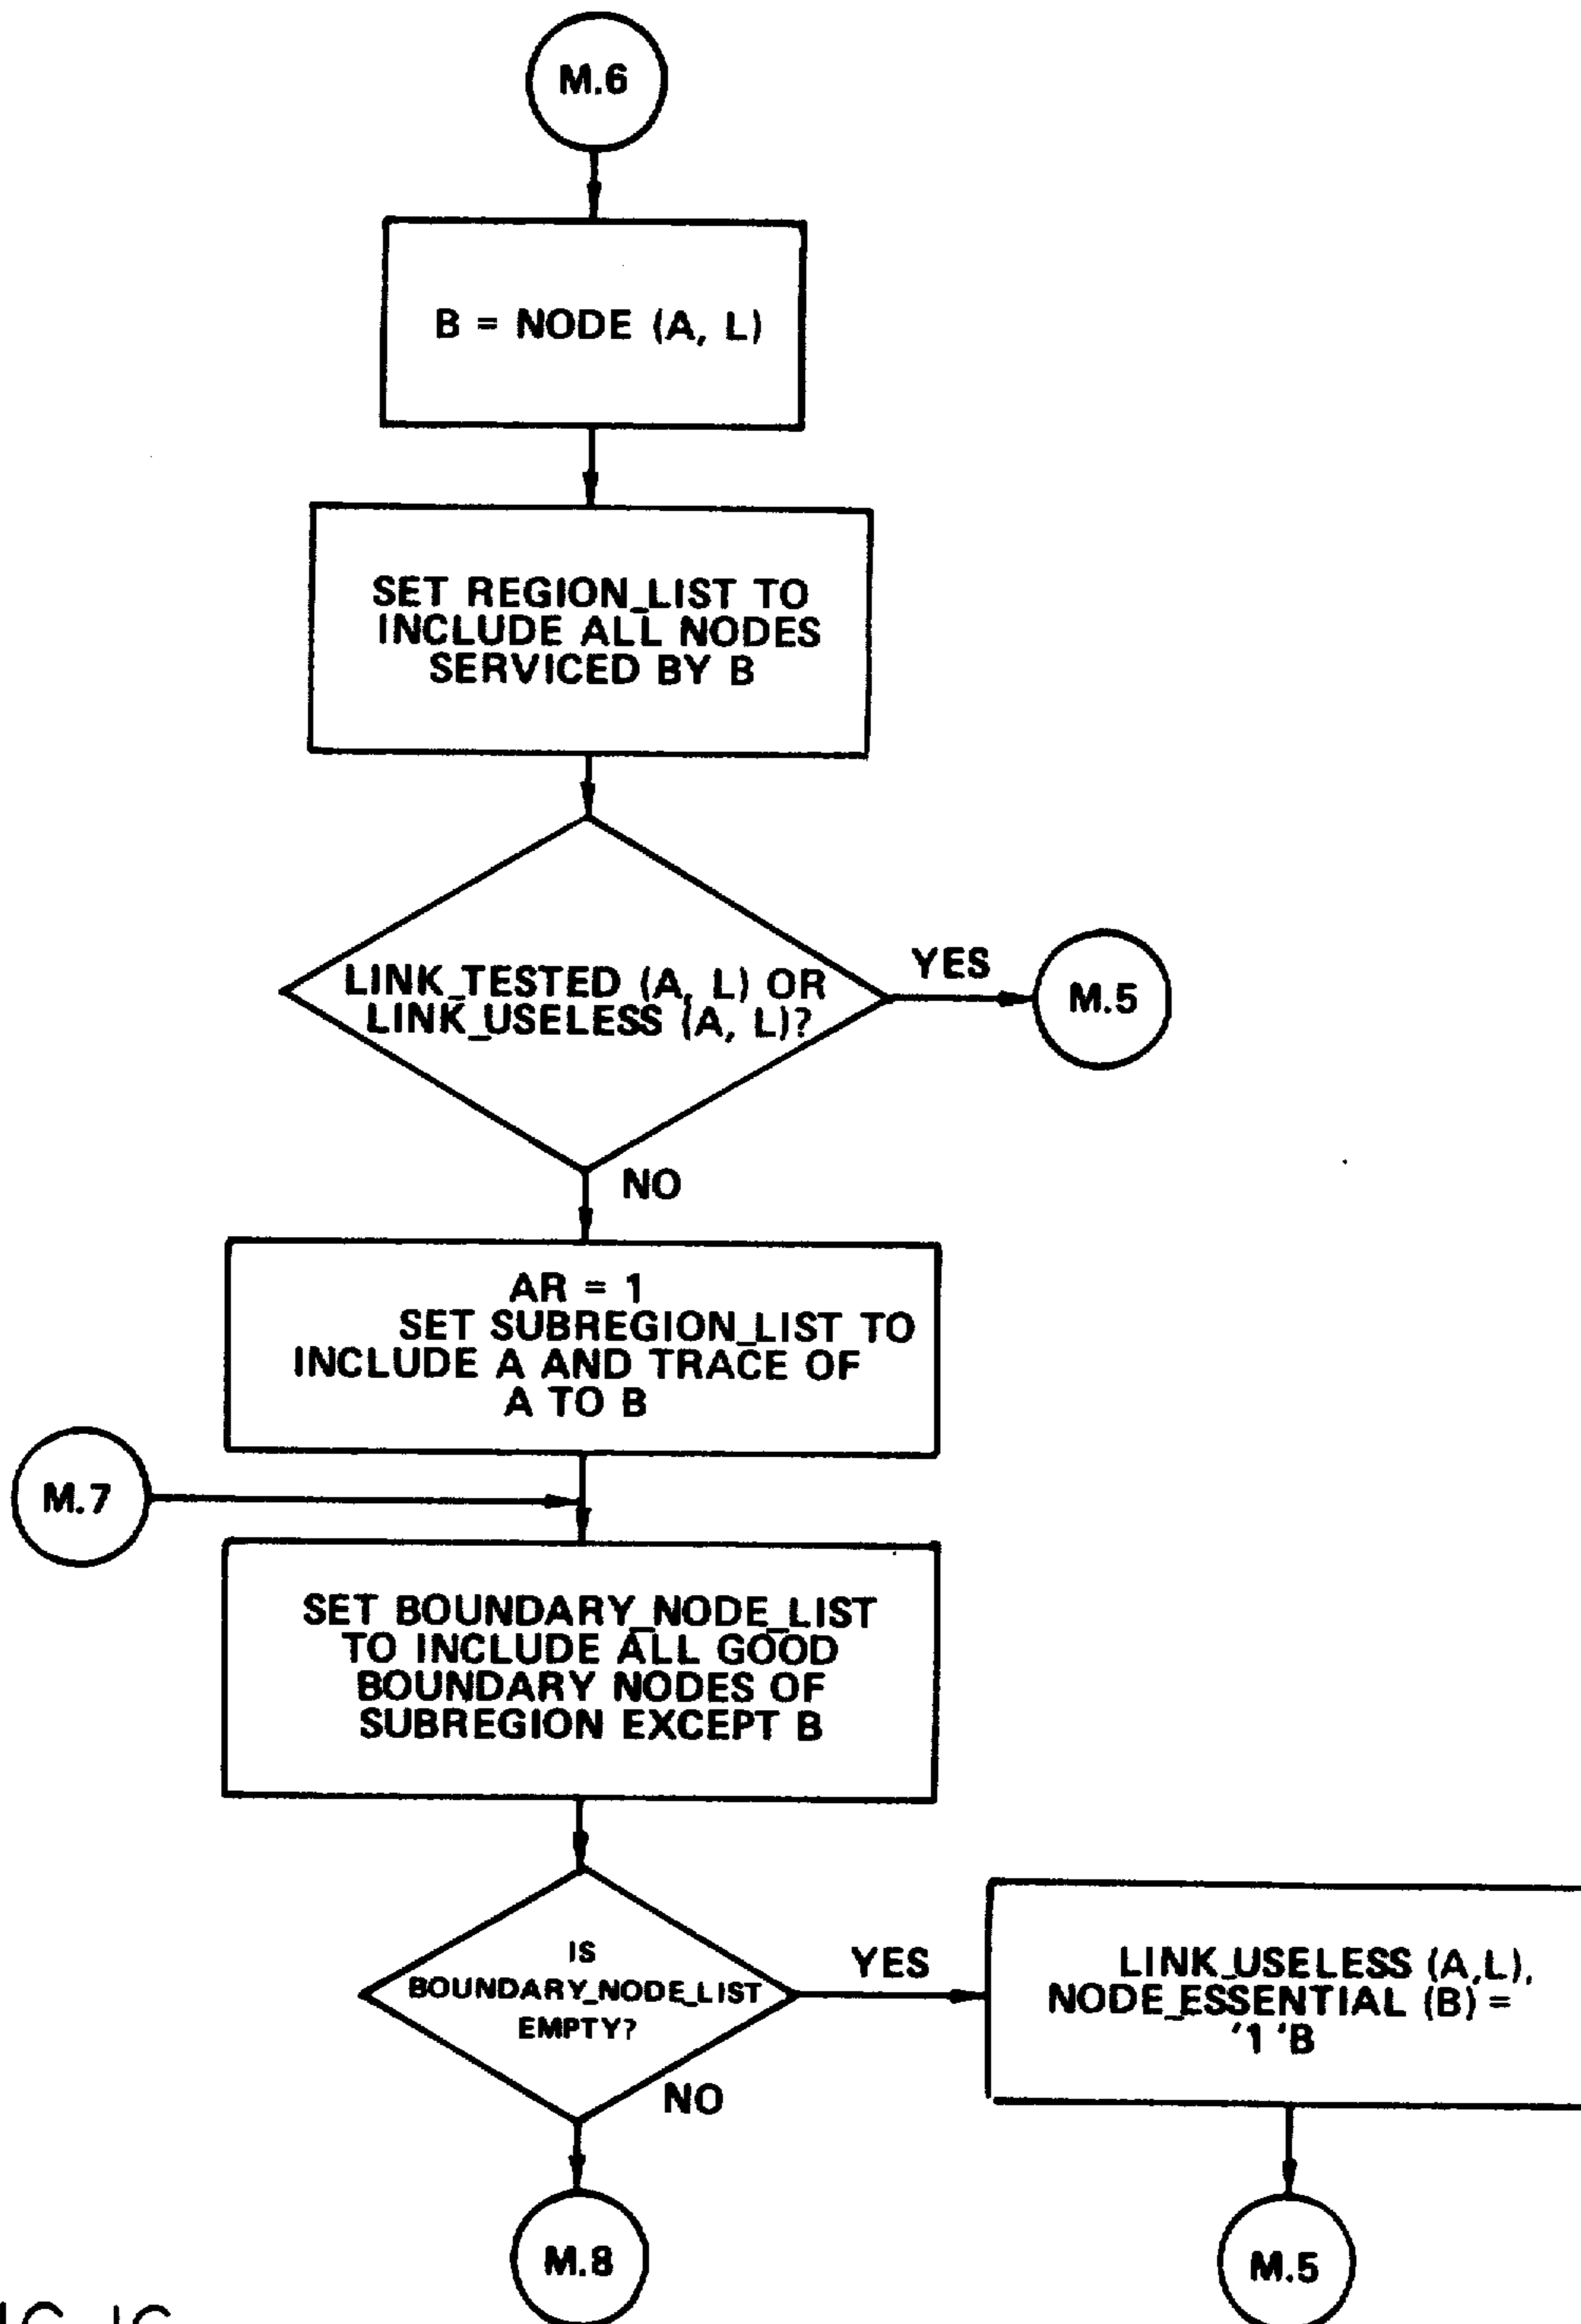 M.6
B = NODE (A, L)
SET REGION_LIST TO
INCLUDE ALL NODES
SERVICED BY B
LINK_TESTED (A, L) OR
LINK_USELESS (A, L)?
YES
M.5
NO
AR = 1
SET SUBREGION_LIST TO
INCLUDE A AND TRACE OF
A TO B
M.7
SET BOUNDARY_NODE_LIST
TO INCLUDE ALL GOOD
BOUNDARY NODES OF
SUBREGION EXCEPT B
IS
BOUNDARY_NODE_LIST
EMPTY?
YES
LINK_USELESS (A,L),
NODE_ESSENTIAL (B) =
'1 'B
NO
M.8
M.5